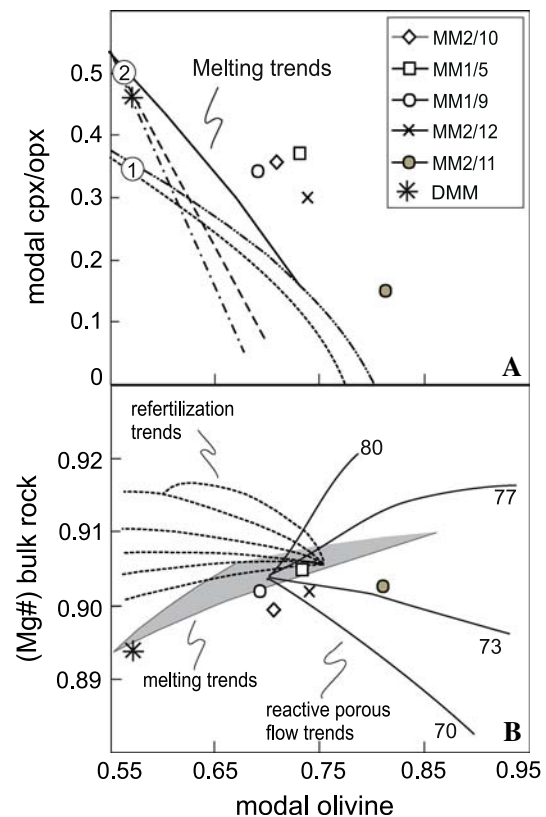 0.5
0.4
0.3
0.2
0.1
0
modal cpx/opx
2
1
Melting trends
MM2/10
MM1/5
MM1/9
MM2/12
MM2/11
DMM
A
0.92
0.91
0.90
0.89
(Mg#) bulk rock
refertilization
trends
80
77
73
70
melting trends
reactive porous
flow trends
B
0.55
0.65
0.75
0.85
0.95
modal olivine